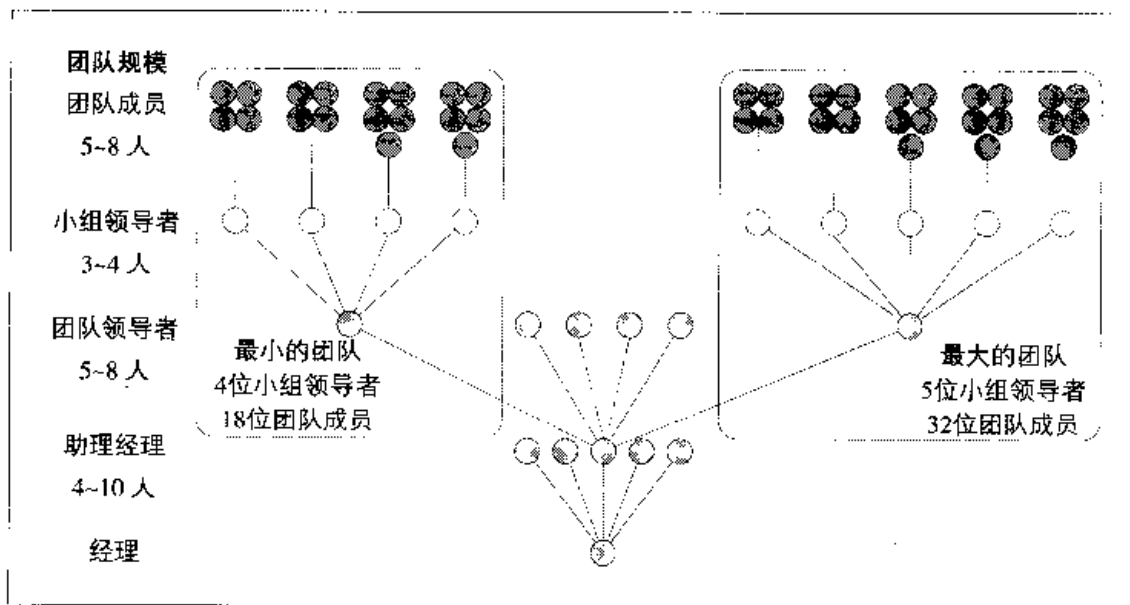 团队规模
团队成员
5~8 人
小组领导者
3~4 人
团队领导者
5~8 人
助理经理
4~10 人
经理
最小的团队
4位小组领导者
18位团队成员
最大的团队
5位小组领导者
32位团队成员